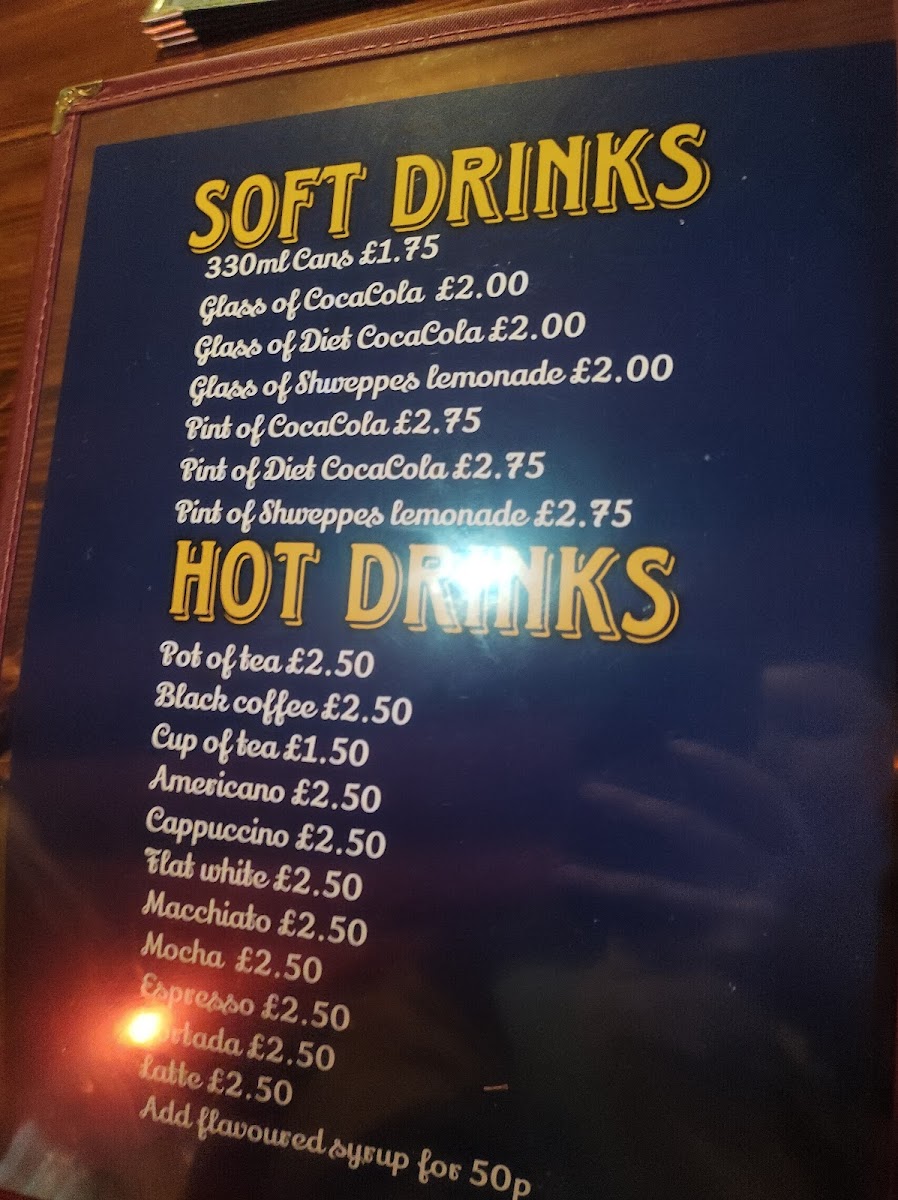 SOFT DRINKS
330ml Cans £1.75
Glass of CocaCola £2.00
Glass of Diet CocaCola £2.00
Glass of Shweppes lemonade £2.00
Pint of CocaCola £2.75
Pint of Diet CocaCola £2.75
Pint of Shweppes lemonade £2.75
HOT DRINKS
Pot of tea £2.50
Black coffee £2.50
Cup of tea £1.50
Americano £2.50
Cappuccino £2.50
Flat white £2.50
Macchiato £2.50
Mocha £2.50
Espresso £2.50
£2.50
Latte £2.50
Add flavoured syrup for 50p